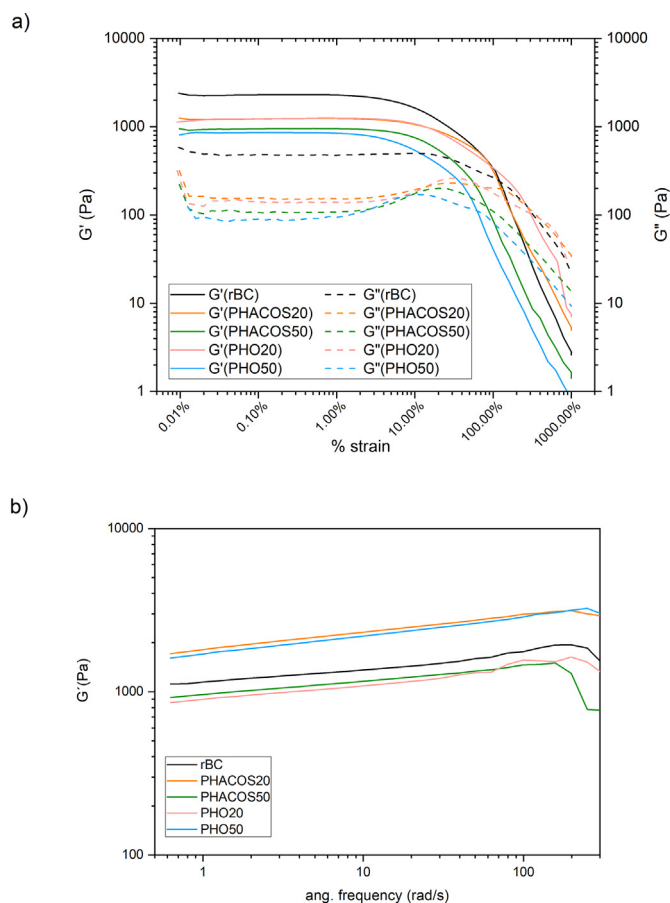 a)
10000
1000
100
10
1
G' (Pa)
10000
1000
100
10
1
G'' (Pa)
G'(rBC) G''(rBC)
G'(PHACOS20) G''(PHACOS20)
G'(PHACOS50) G''(PHACOS50)
G'(PHO20) G''(PHO20)
G'(PHO50) G''(PHO50)
0.01% 0.10% 1.00% 10.00% 100.00% 1000.00%
% strain
b)
10000
1000
100
G´(Pa)
rBC
PHACOS20
PHACOS50
PHO20
PHO50
1 10 100
ang. frequency (rad/s)